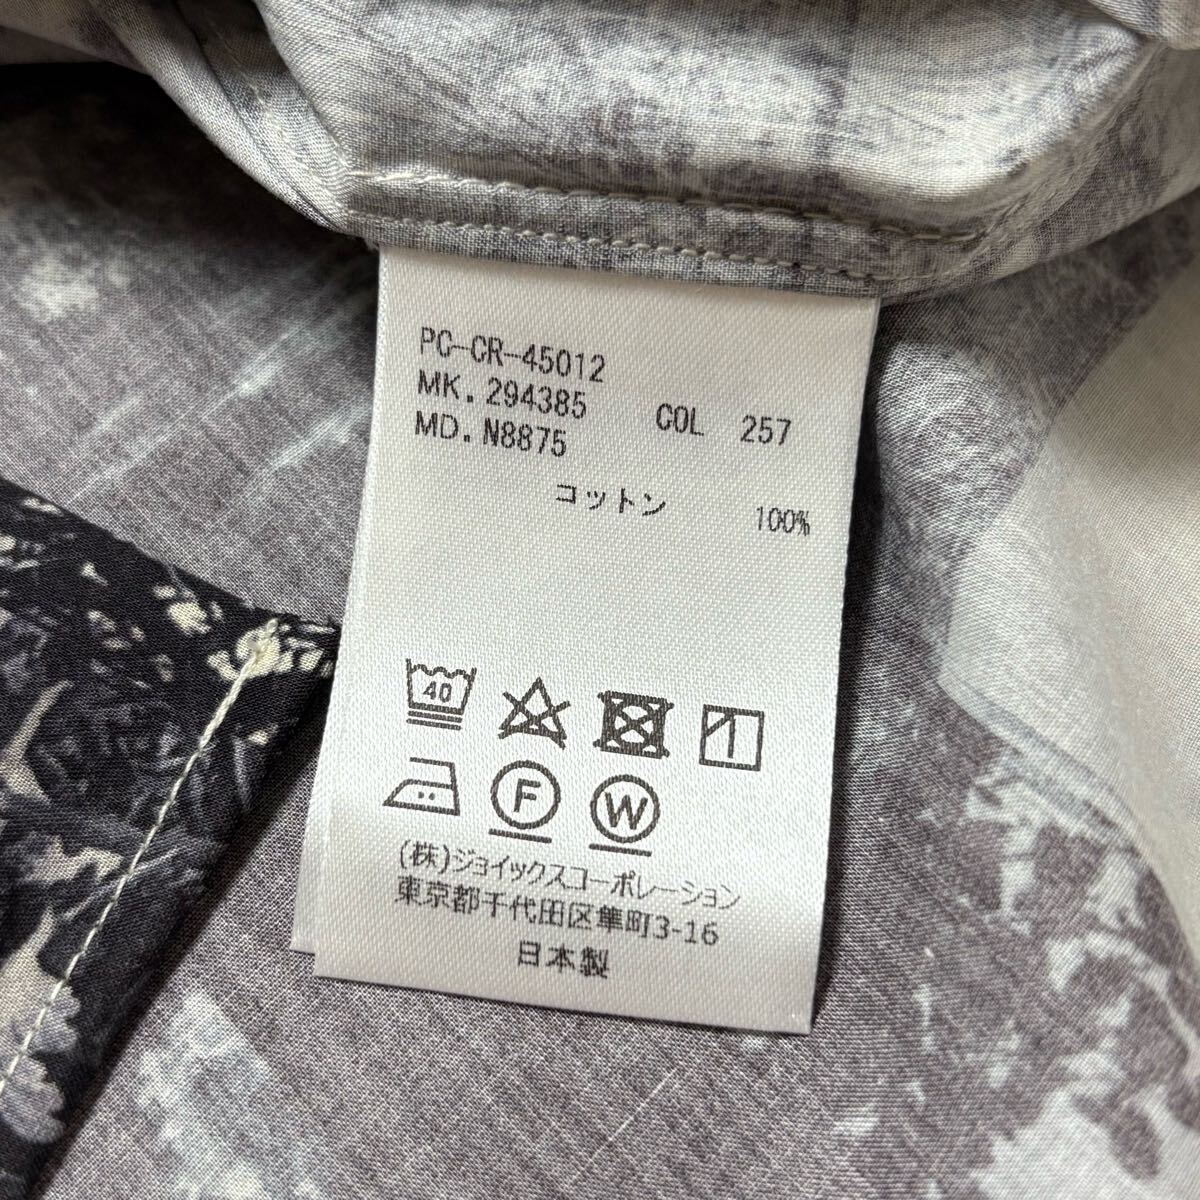 PC-CR-45012
MK.294385 COL 257
MD.N8875
コットン 100%
40
F W
(株)ジョイックスコーポレーション
東京都千代田区隼町3-16
日本製